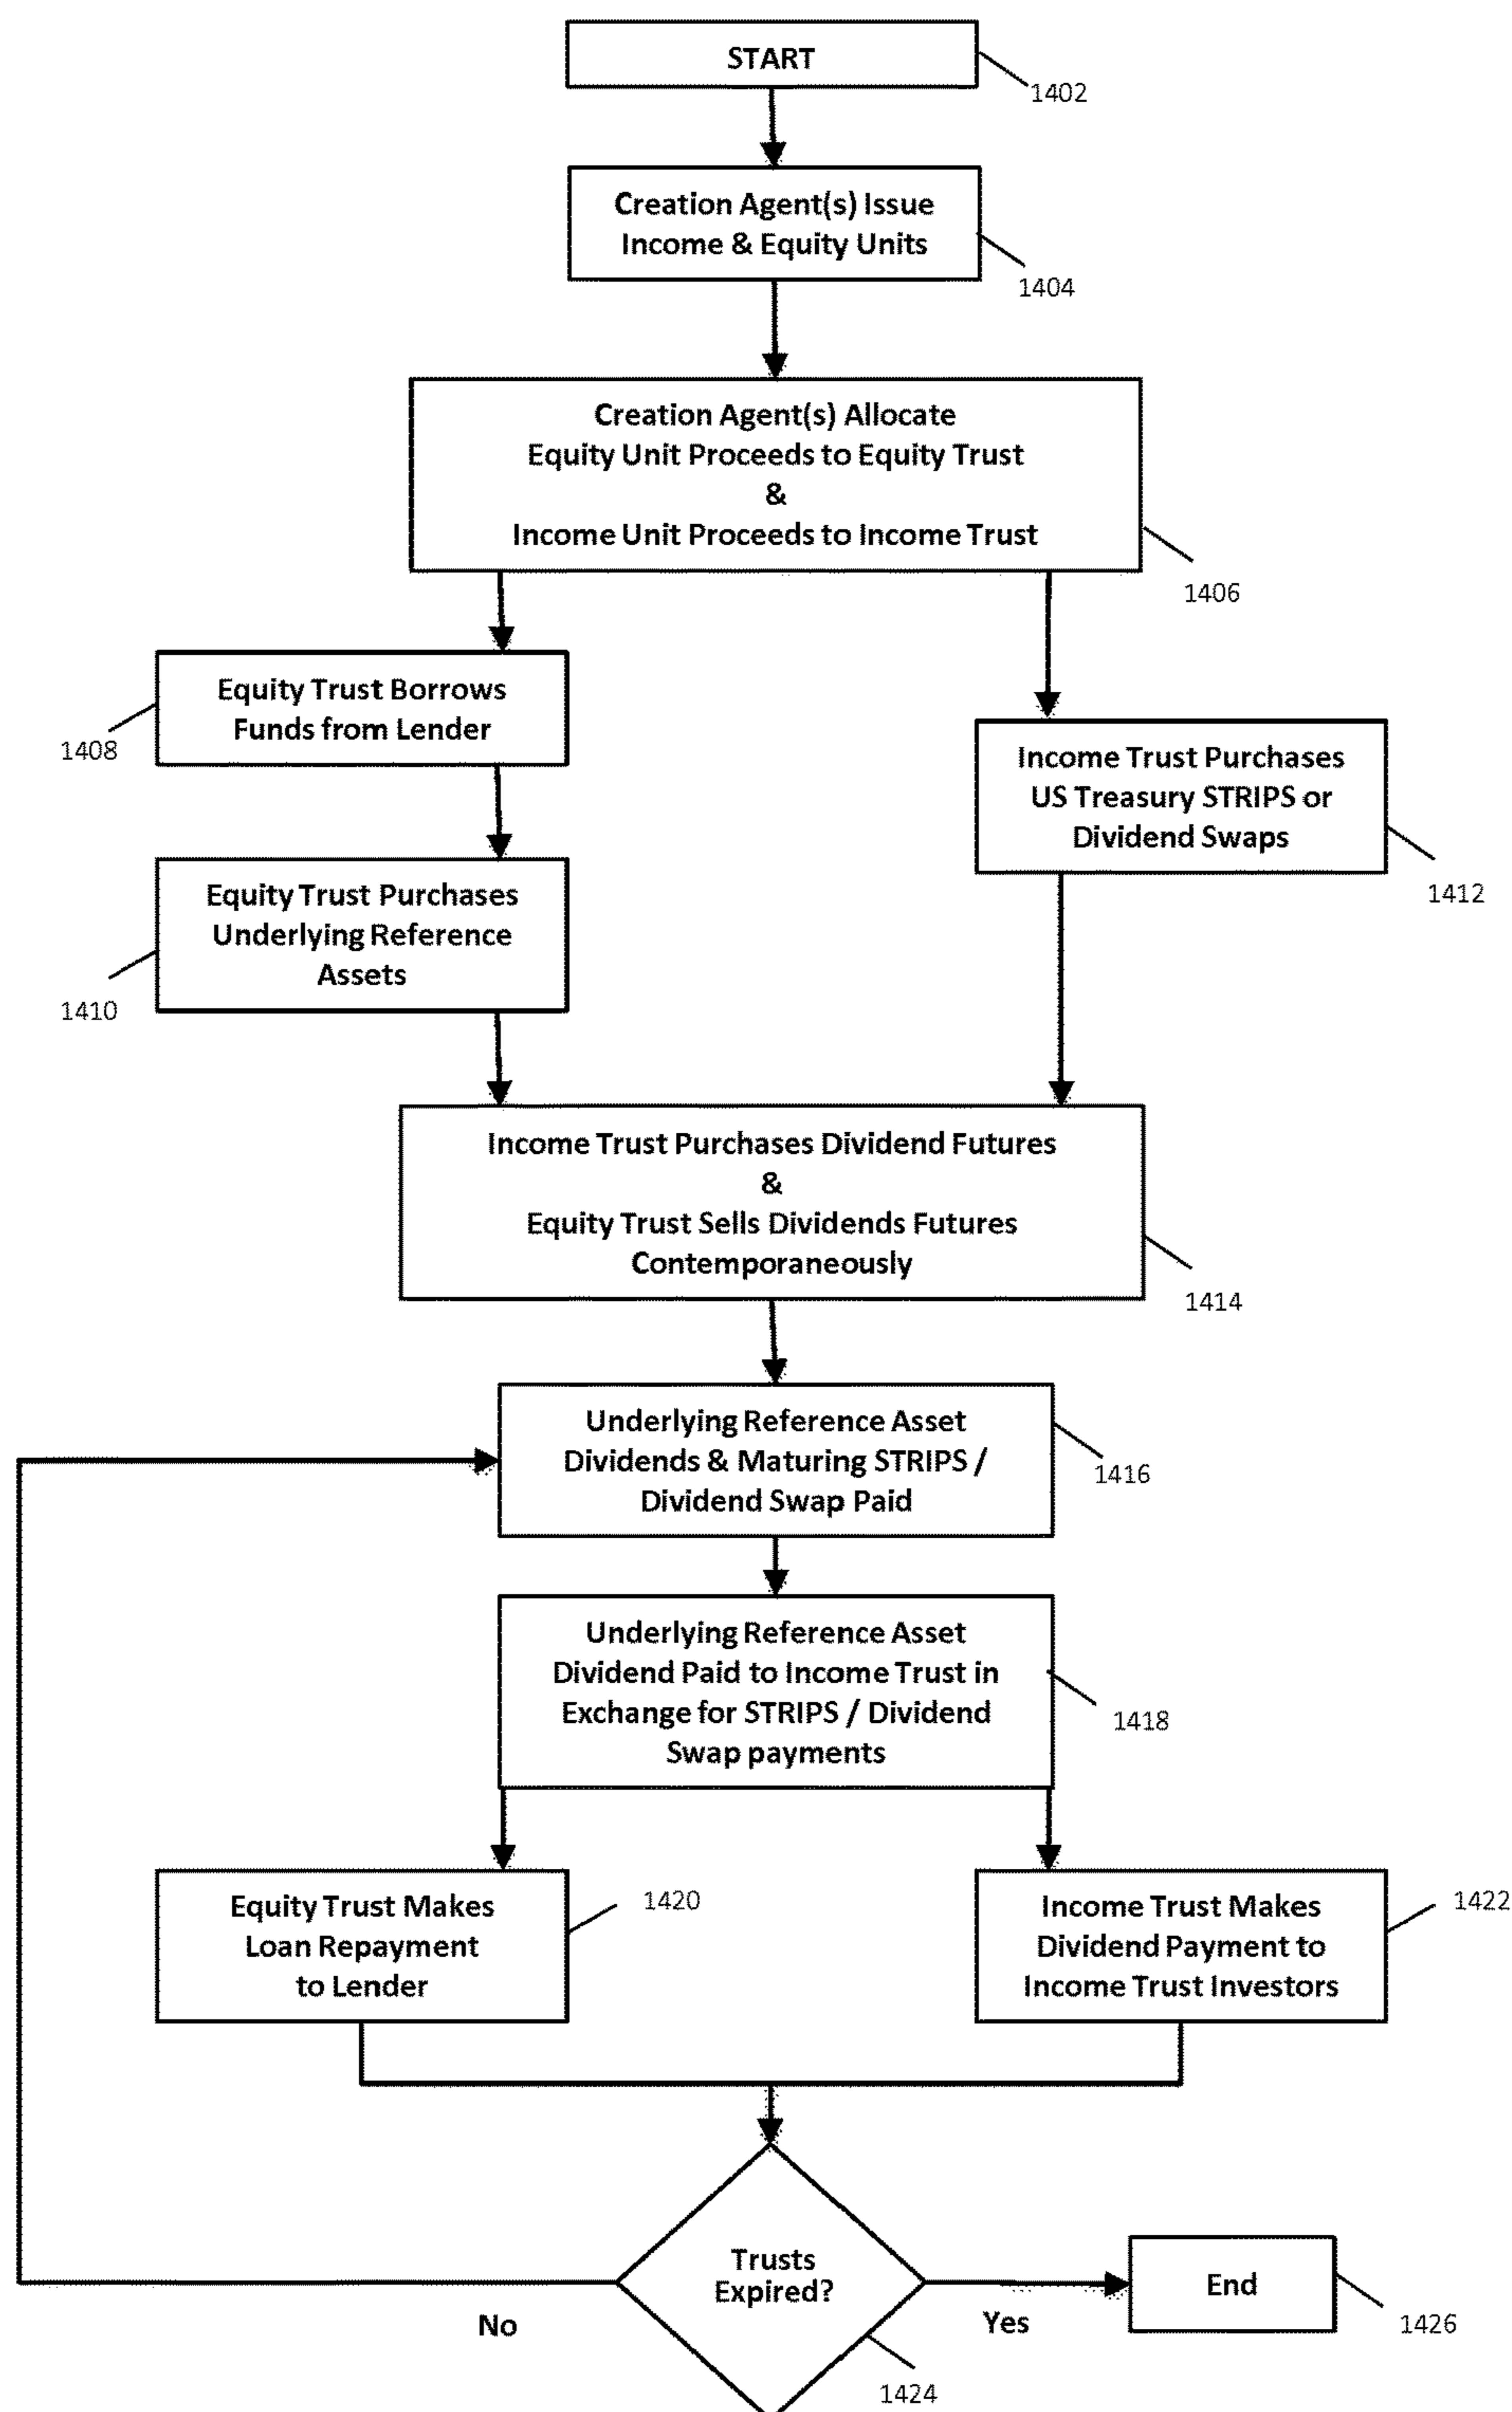 START
1402
Creation Agent(s) Issue
Income & Equity Units
1404
Creation Agent(s) Allocate
Equity Unit Proceeds to Equity Trust
&
Income Unit Proceeds to Income Trust
1406
Equity Trust Borrows
Funds from Lender
1408
Income Trust Purchases
US Treasury STRIPS or
Dividend Swaps
1412
Equity Trust Purchases
Underlying Reference
Assets
1410
Income Trust Purchases Dividend Futures
&
Equity Trust Sells Dividends Futures
Contemporaneously
1414
Underlying Reference Asset
Dividends & Maturing STRIPS /
Dividend Swap Paid
1416
Underlying Reference Asset
Dividend Paid to Income Trust in
Exchange for STRIPS / Dividend
Swap payments
1418
Equity Trust Makes
Loan Repayment
to Lender
1420
Income Trust Makes
Dividend Payment to
Income Trust Investors
1422
Trusts
Expired?
1424
No
Yes
End
1426